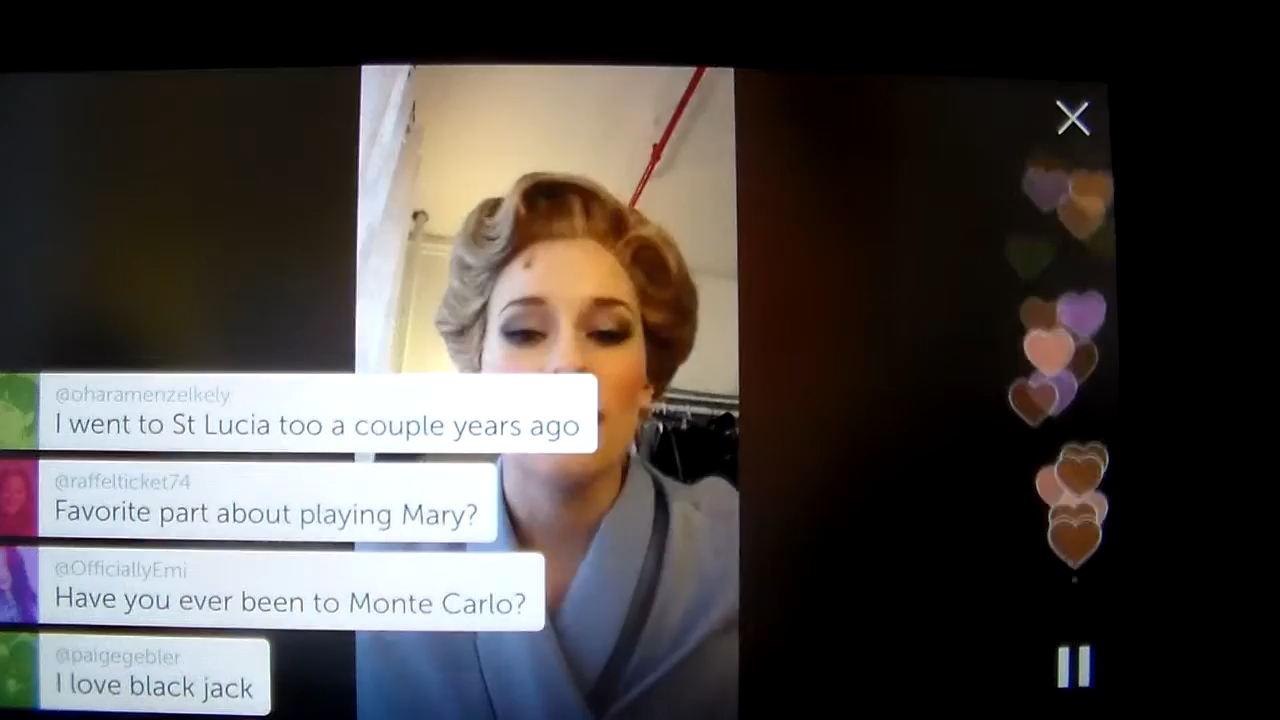 @oharamenzelkely
I went to St Lucia too a couple years ago
@raffelticket74
Favorite part about playing Mary?
@OfficiallyEmi
Have you ever been to Monte Carlo?
@paigegebler
I love black jack